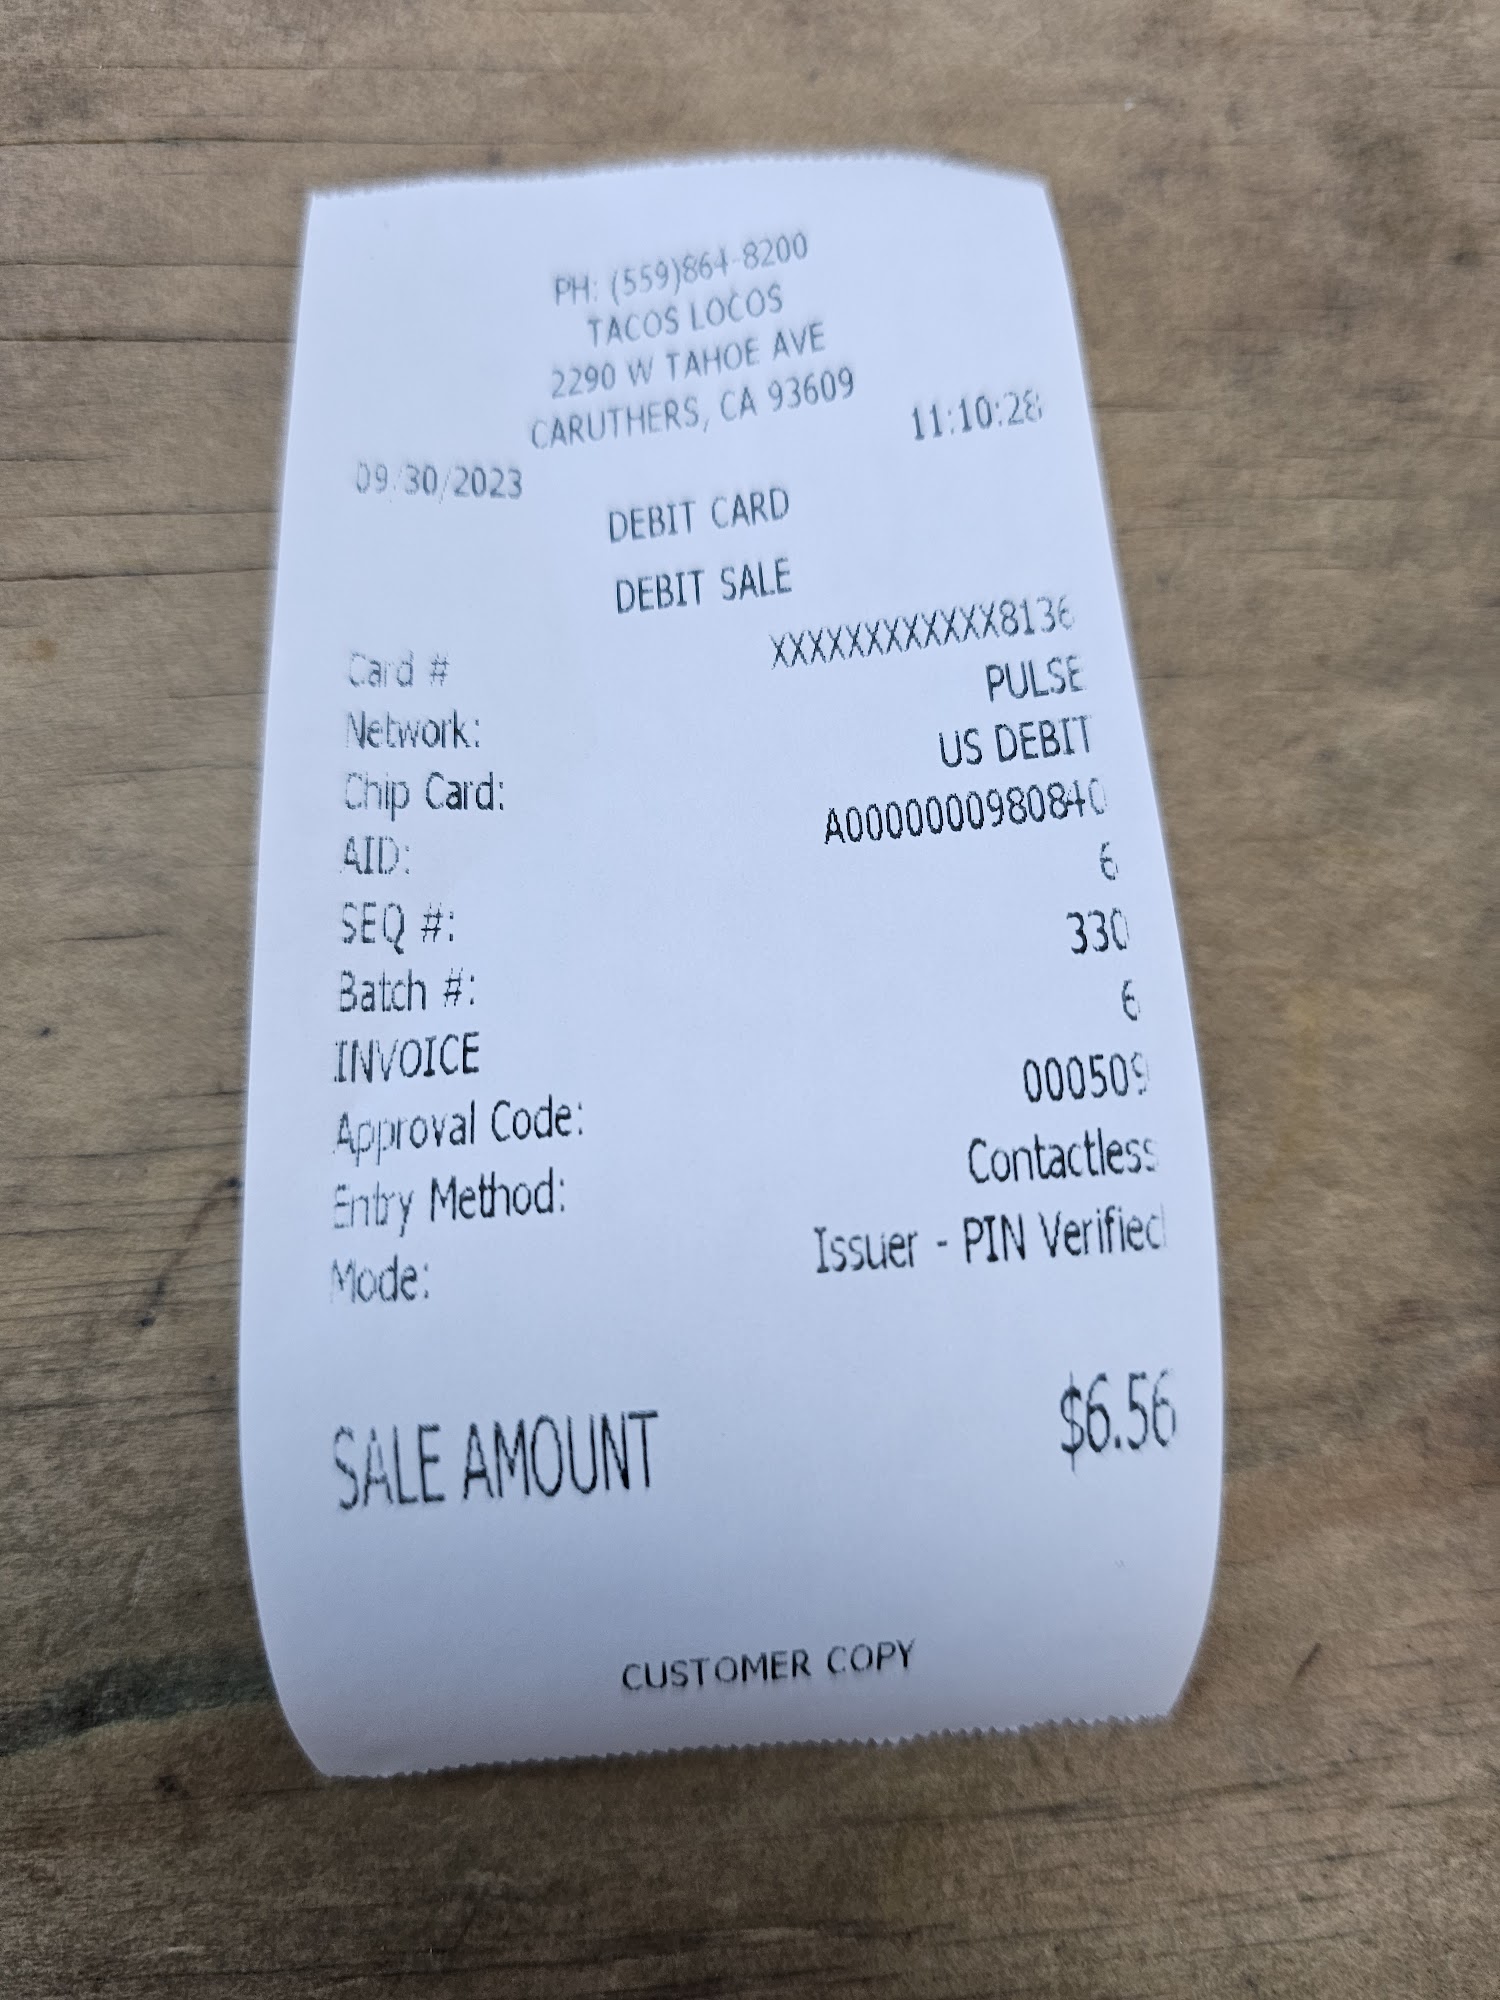 PH: (559)864-8200
TACOS LOCOS
2290 W TAHOE AVE
CARUTHERS, CA 93609
09/30/2023 11:10:28
DEBIT CARD
DEBIT SALE
Card # XXXXXXXXXXXX8136
Network: PULSE
Chip Card: US DEBIT
AID: A0000000980840
SEQ #: 6
Batch #: 330
INVOICE 6
Approval Code: 000509
Entry Method: Contactless
Mode: Issuer - PIN Verified
SALE AMOUNT $6.56
CUSTOMER COPY